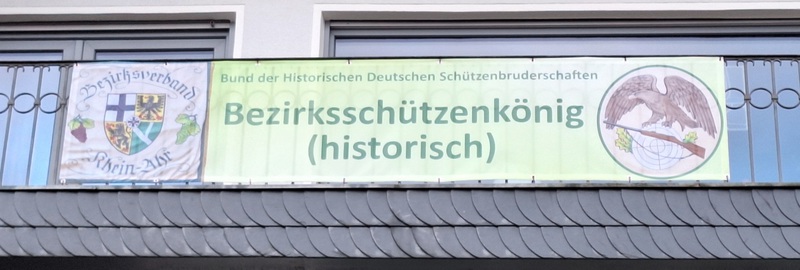 Bezirksverband
Rhein-Ahr
Bund der Historischen Deutschen Schützenbruderschaften
Bezirksschützenkönig
(historisch)